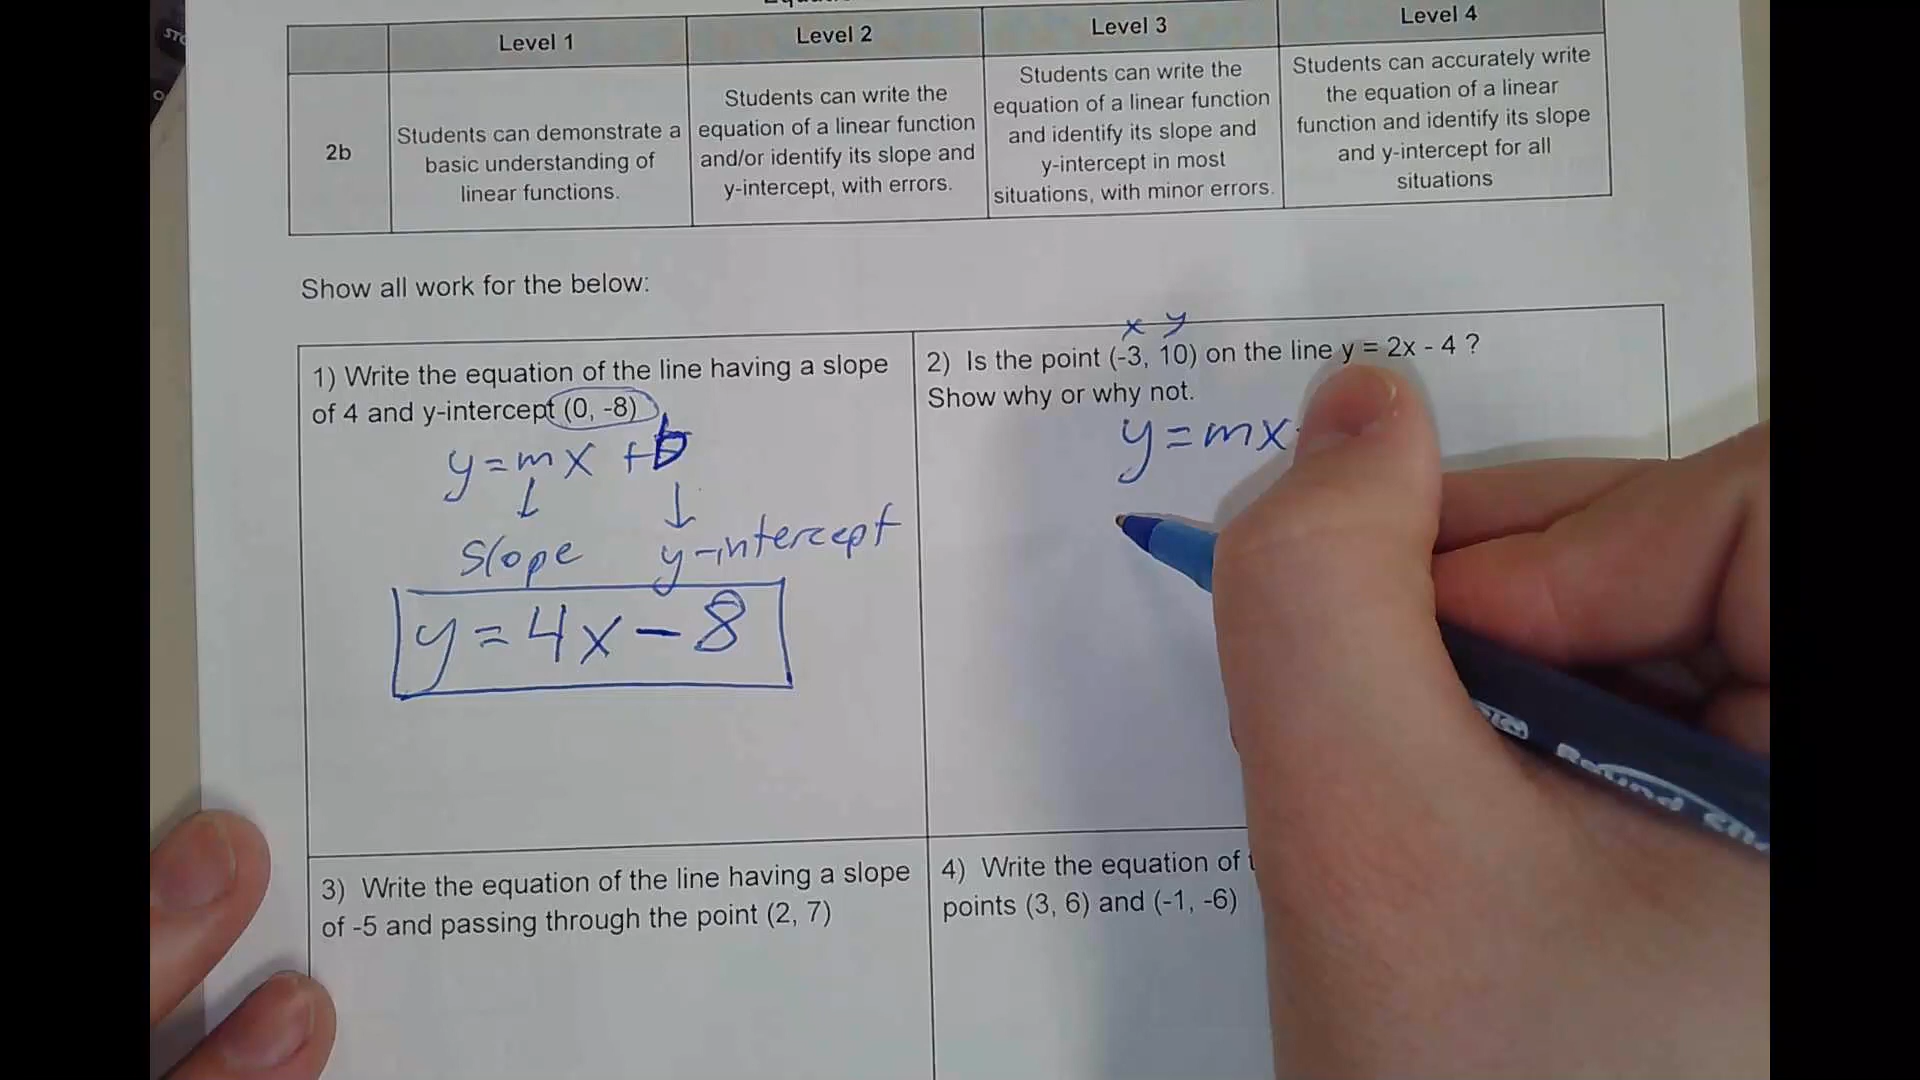 Level 1 Level 2 Level 3 Level 4
2b
Students can demonstrate a
basic understanding of
linear functions.
Students can write the
equation of a linear function
and/or identify its slope and
y-intercept, with errors.
Students can write the
equation of a linear function
and identify its slope and
y-intercept in most
situations, with minor errors.
Students can accurately write
the equation of a linear
function and identify its slope
and y-intercept for all
situations
Show all work for the below:
1) Write the equation of the line having a slope
of 4 and y-intercept (0, -8)
y=mx +b
↓ ↓
slope y-intercept
y=4x-8
x y
2) Is the point (-3, 10) on the line y = 2x - 4 ?
Show why or why not.
y=mx
3) Write the equation of the line having a slope
of -5 and passing through the point (2, 7)
4) Write the equation of
points (3, 6) and (-1, -6)
Round